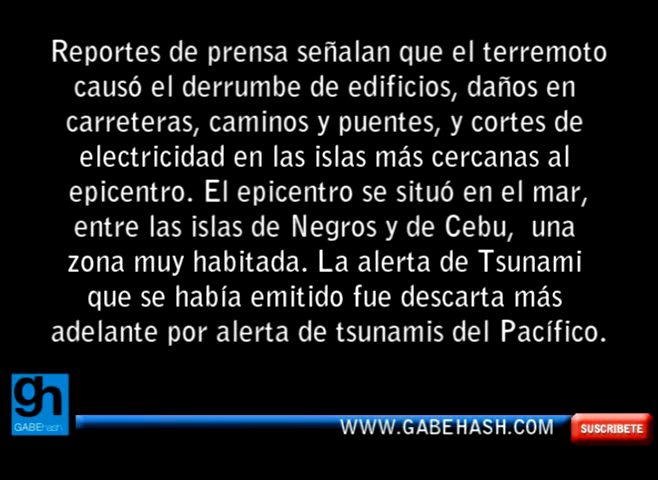 Reportes de prensa señalan que el terremoto
causó el derrumbe de edificios, daños en
carreteras, caminos y puentes, y cortes de
electricidad en las islas más cercanas al
epicentro. El epicentro se situó en el mar,
entre las islas de Negros y de Cebu, una
zona muy habitada. La alerta de Tsunami
que se había emitido fue descarta más
adelante por alerta de tsunamis del Pacífico.
gh
GABEhash
WWW.GABEHASH.COM
SUSCRIBETE